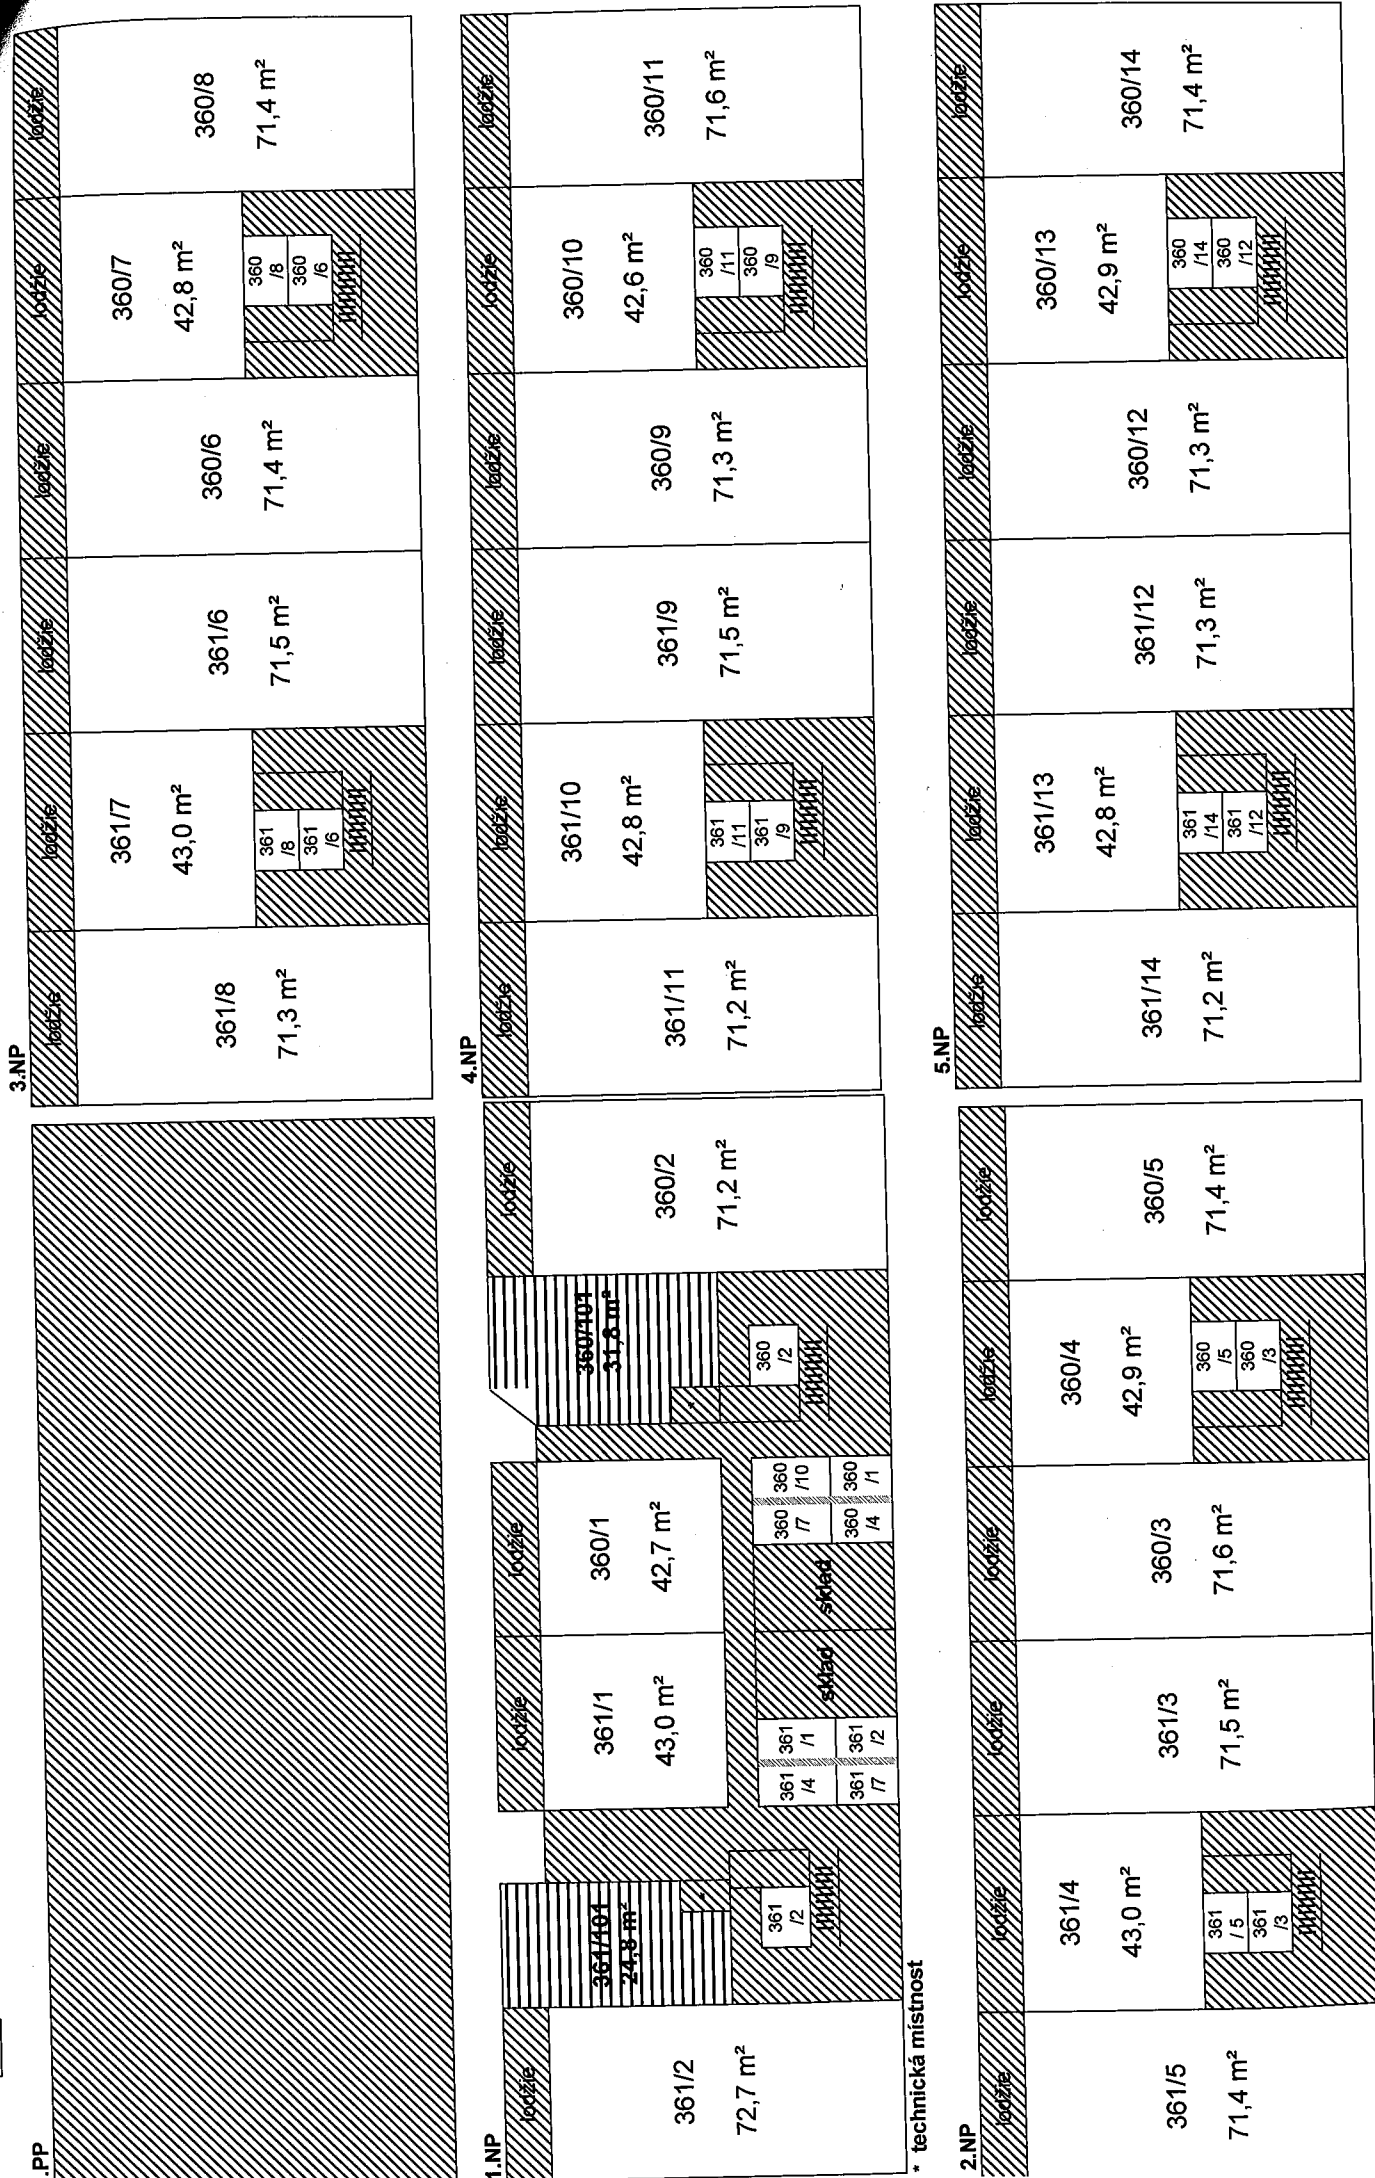 .PP
3.NP
lodžie
lodžie
lodžie
lodžie
lodžie
lodžie
361/8
71,3 m²
361/7
43,0 m²
361
/8
361
/6
361/6
71,5 m²
360/6
71,4 m²
360/7
42,8 m²
360
/8
360
/6
360/8
71,4 m²
1.NP
lodžie
lodžie
lodžie
lodžie
361/2
72,7 m²
361/101
24,8 m²
*
361
/2
361/1
43,0 m²
361
/4
361
/1
361
/7
361
/2
sklad
sklad
360/1
42,7 m²
360
/7
360
/10
360
/4
360
/1
360/101
31,8 m²
*
360
/2
360/2
71,2 m²
* technická místnost
4.NP
lodžie
lodžie
lodžie
lodžie
lodžie
lodžie
361/11
71,2 m²
361/10
42,8 m²
361
/11
361
/9
361/9
71,5 m²
360/9
71,3 m²
360/10
42,6 m²
360
/11
360
/9
360/11
71,6 m²
2.NP
lodžie
lodžie
lodžie
lodžie
lodžie
lodžie
361/5
71,4 m²
361/4
43,0 m²
361
/ 5
361
/3
361/3
71,5 m²
360/3
71,6 m²
360/4
42,9 m²
360
/5
360
/3
360/5
71,4 m²
5.NP
lodžie
lodžie
lodžie
lodžie
lodžie
lodžie
361/14
71,2 m²
361/13
42,8 m²
361
/14
361
/12
361/12
71,3 m²
360/12
71,3 m²
360/13
42,9 m²
360
/14
360
/12
360/14
71,4 m²